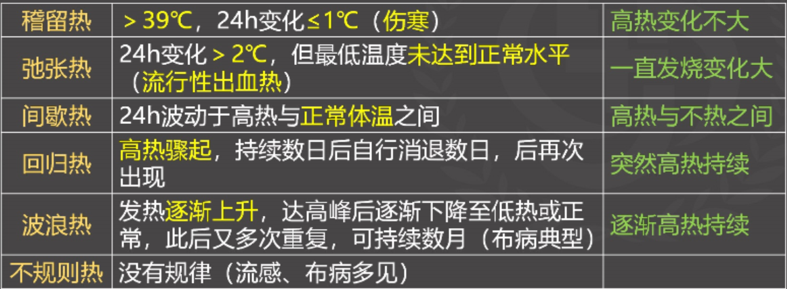 稽留热 ＞39℃，24h变化≤1℃（伤寒） 高热变化不大
弛张热 24h变化＞2℃，但最低温度未达到正常水平
（流行性出血热） 一直发烧变化大
间歇热 24h波动于高热与正常体温之间 高热与不热之间
回归热 高热骤起，持续数日后自行消退数日，后再次
出现 突然高热持续
波浪热 发热逐渐上升，达高峰后逐渐下降至低热或正
常，此后又多次重复，可持续数月（布病典型） 逐渐高热持续
不规则热 没有规律（流感、布病多见）